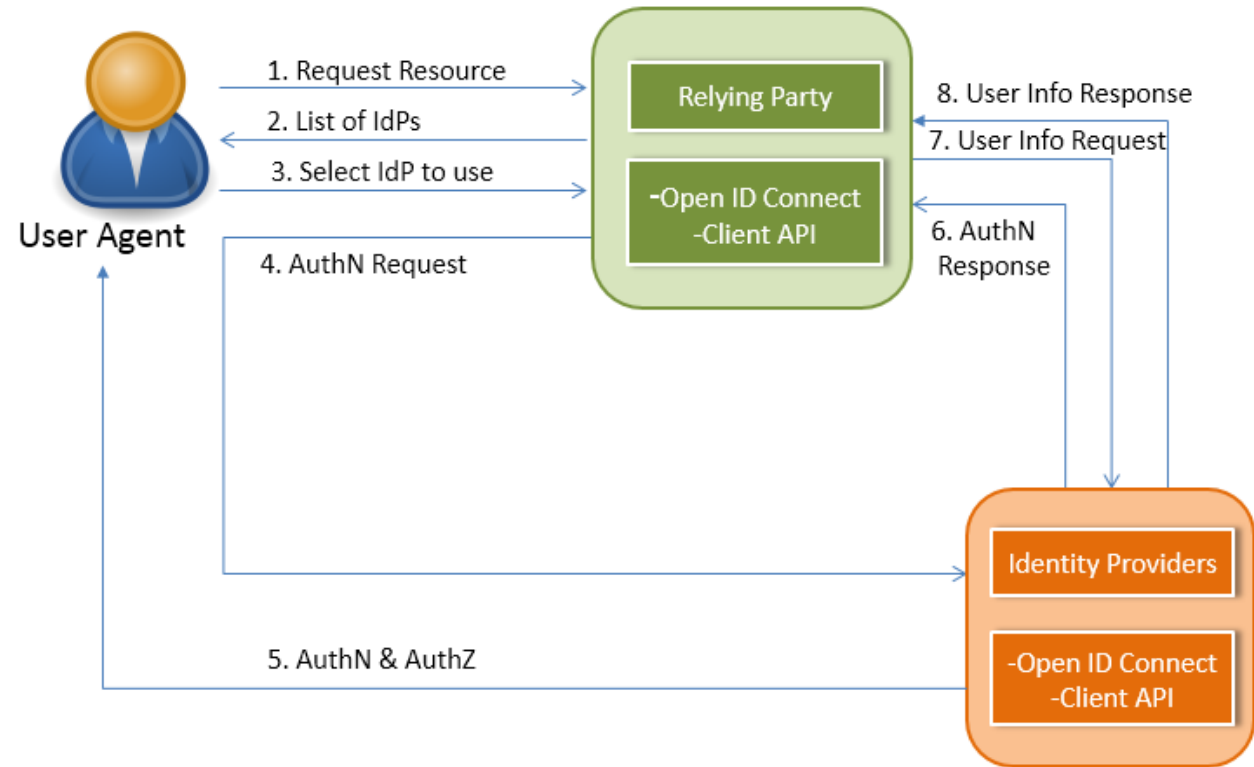 1. Request Resource
2. List of IdPs
3. Select IdP to use
User Agent
4. AuthN Request
Relying Party
-Open ID Connect
-Client API
8. User Info Response
7. User Info Request
6. AuthN
Response
Identity Providers
5. AuthN & AuthZ
-Open ID Connect
-Client API